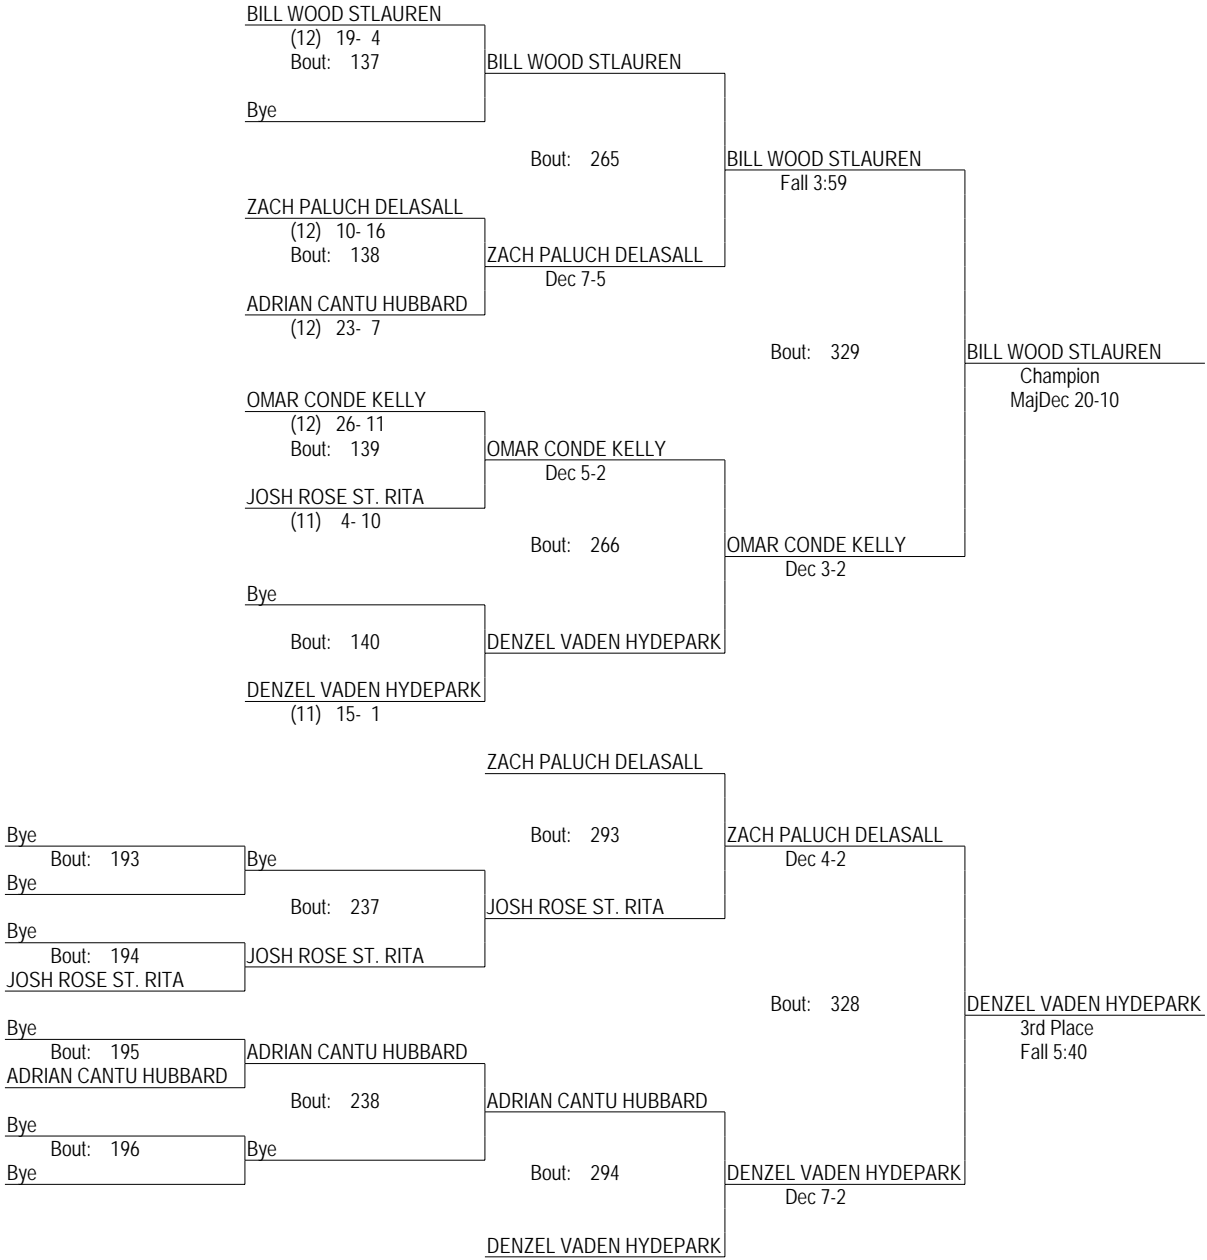 BILL WOOD STLAUREN
(12) 19- 4
Bout: 137
BILL WOOD STLAUREN
Bye
Bout: 265
BILL WOOD STLAUREN
Fall 3:59
ZACH PALUCH DELASALL
(12) 10- 16
Bout: 138
ZACH PALUCH DELASALL
Dec 7-5
ADRIAN CANTU HUBBARD
(12) 23- 7
Bout: 329
BILL WOOD STLAUREN
Champion
MajDec 20-10
OMAR CONDE KELLY
(12) 26- 11
Bout: 139
OMAR CONDE KELLY
Dec 5-2
JOSH ROSE ST. RITA
(11) 4- 10
Bout: 266
OMAR CONDE KELLY
Dec 3-2
Bye
Bout: 140
DENZEL VADEN HYDEPARK
DENZEL VADEN HYDEPARK
(11) 15- 1
ZACH PALUCH DELASALL
Bout: 293
ZACH PALUCH DELASALL
Dec 4-2
Bye
Bout: 193
Bye
Bye
Bout: 237
JOSH ROSE ST. RITA
Bye
Bout: 194
JOSH ROSE ST. RITA
JOSH ROSE ST. RITA
Bout: 328
DENZEL VADEN HYDEPARK
3rd Place
Fall 5:40
Bye
Bout: 195
ADRIAN CANTU HUBBARD
ADRIAN CANTU HUBBARD
Bout: 238
ADRIAN CANTU HUBBARD
Bye
Bout: 196
Bye
Bye
Bout: 294
DENZEL VADEN HYDEPARK
Dec 7-2
DENZEL VADEN HYDEPARK